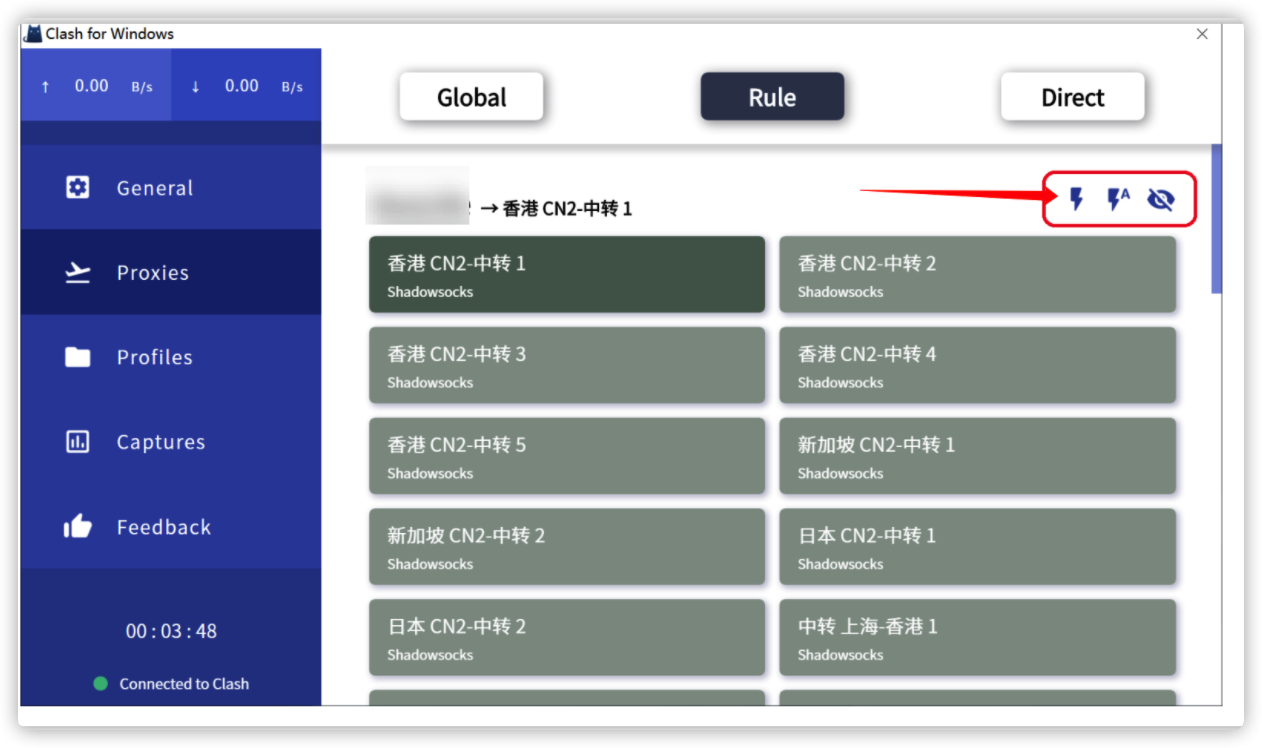 Clash for Windows
↑ 0.00 B/s ↓ 0.00 B/s
Global Rule Direct
General
Proxies
Profiles
Captures
Feedback
00 : 03 : 48
Connected to Clash
→ 香港 CN2-中转 1
A
香港 CN2-中转 1
Shadowsocks
香港 CN2-中转 2
Shadowsocks
香港 CN2-中转 3
Shadowsocks
香港 CN2-中转 4
Shadowsocks
香港 CN2-中转 5
Shadowsocks
新加坡 CN2-中转 1
Shadowsocks
新加坡 CN2-中转 2
Shadowsocks
日本 CN2-中转 1
Shadowsocks
日本 CN2-中转 2
Shadowsocks
中转 上海-香港 1
Shadowsocks